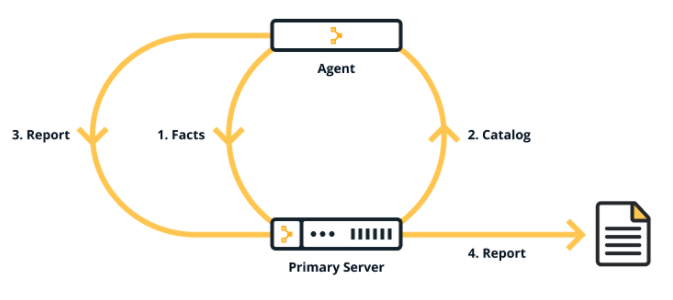 Agent
3. Report
1. Facts
2. Catalog
4. Report
Primary Server